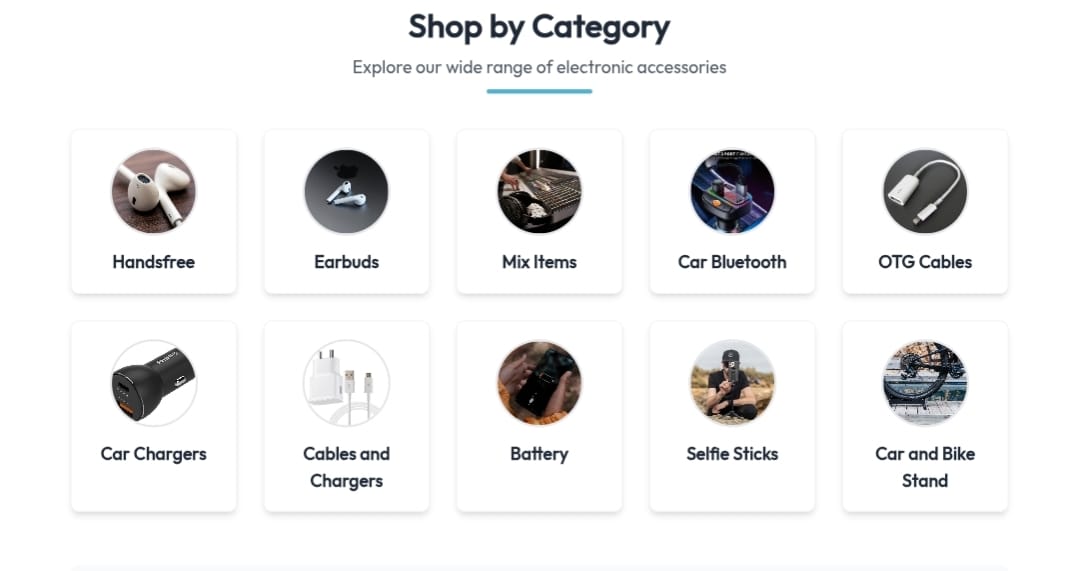 Shop by Category
Explore our wide range of electronic accessories
Handsfree
Earbuds
Mix Items
Car Bluetooth
OTG Cables
Car Chargers
Cables and
Chargers
Battery
Selfie Sticks
Car and Bike
Stand